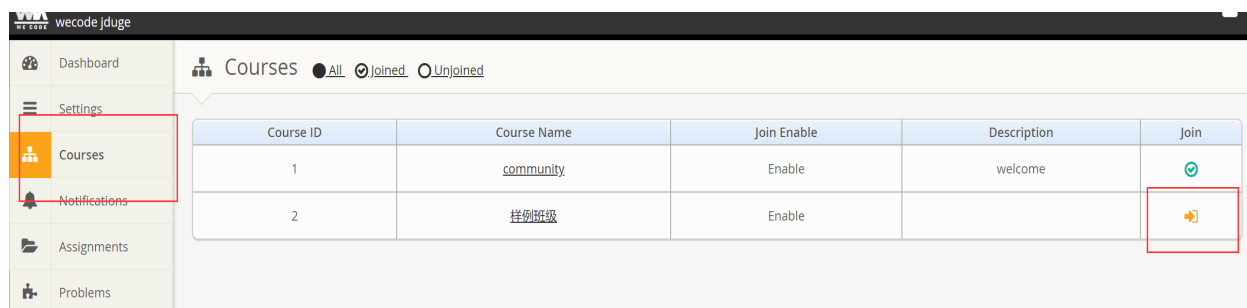 WE CODE wecode jduge
Dashboard
Settings
Courses
Notifications
Assignments
Problems
Courses All Joined Unjoined
Course ID Course Name Join Enable Description Join
1 community Enable welcome
2 样例班级 Enable